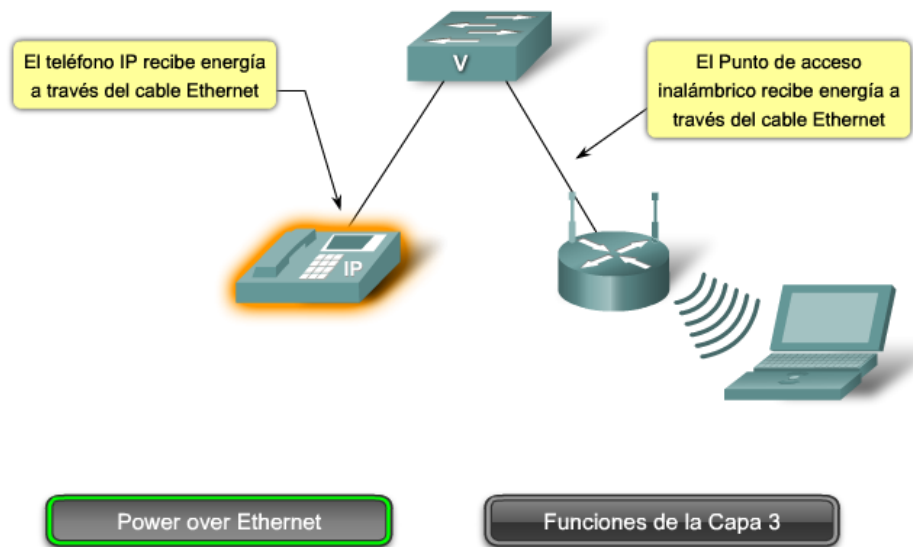 El teléfono IP recibe energía
a través del cable Ethernet
V
El Punto de acceso
inalámbrico recibe energía a
través del cable Ethernet
IP
Power over Ethernet
Funciones de la Capa 3